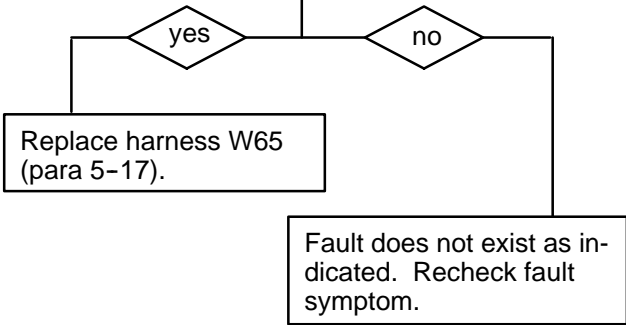 yes
no
Replace harness W65
(para 5-17).
Fault does not exist as in-
dicated. Recheck fault
symptom.